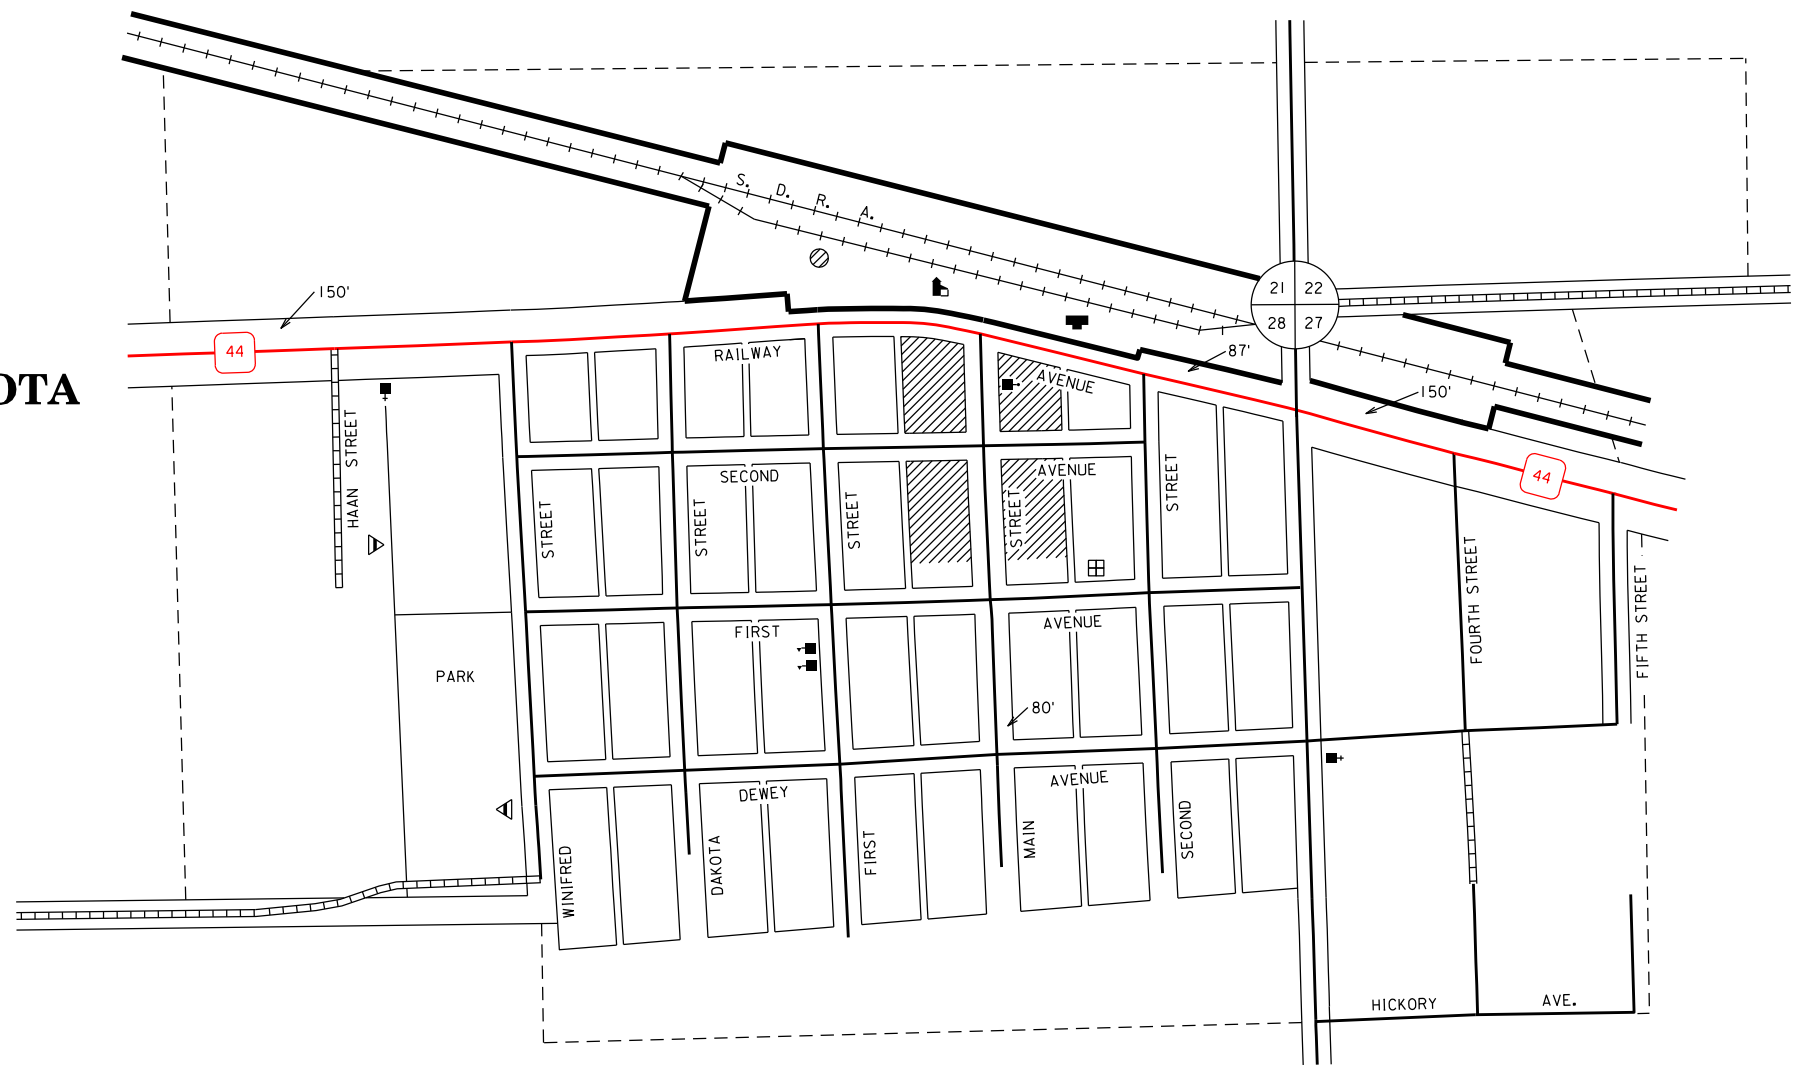 S. D. R. A.
21 22
28 27
150'
44
OTA
RAILWAY
AVENUE
87'
150'
44
HAAN STREET
SECOND
AVENUE
STREET
STREET
STREET
STREET
STREET
FOURTH STREET
FIFTH STREET
FIRST
AVENUE
PARK
80'
DEWEY
AVENUE
WINIFRED
DAKOTA
FIRST
MAIN
SECOND
HICKORY
AVE.